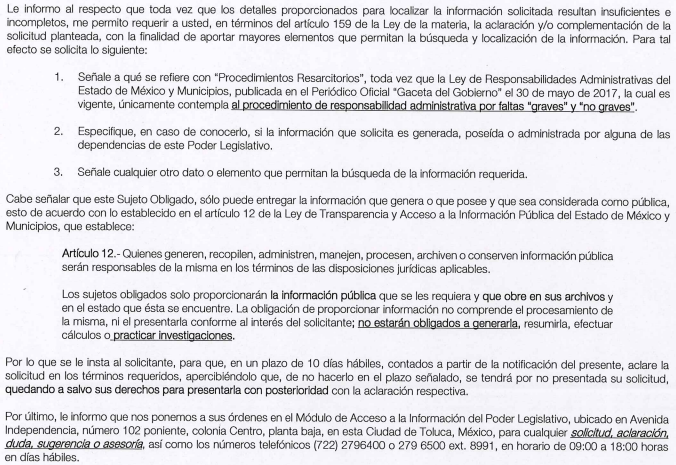 Le informo al respecto que toda vez que los detalles proporcionados para localizar la información solicitada resultan insuficientes e
incompletos, me permito requerir a usted, en términos del artículo 159 de la Ley de la materia, la aclaración y/o complementación de la
solicitud planteada, con la finalidad de aportar mayores elementos que permitan la búsqueda y localización de la información. Para tal
efecto se solicita lo siguiente:
1. Señale a qué se refiere con “Procedimientos Resarcitorios”, toda vez que la Ley de Responsabilidades Administrativas del
Estado de México y Municipios, publicada en el Periódico Oficial “Gaceta del Gobierno” el 30 de mayo de 2017, la cual es
vigente, únicamente contempla al procedimiento de responsabilidad administrativa por faltas “graves” y “no graves”.
2. Especifique, en caso de conocerlo, si la información que solicita es generada, poseída o administrada por alguna de las
dependencias de este Poder Legislativo.
3. Señale cualquier otro dato o elemento que permitan la búsqueda de la información requerida.
Cabe señalar que este Sujeto Obligado, sólo puede entregar la información que genera o que posee y que sea considerada como pública,
esto de acuerdo con lo establecido en el artículo 12 de la Ley de Transparencia y Acceso a la Información Pública del Estado de México y
Municipios, que establece:
Artículo 12.- Quienes generen, recopilen, administren, manejen, procesen, archiven o conserven información pública
serán responsables de la misma en los términos de las disposiciones jurídicas aplicables.
Los sujetos obligados solo proporcionarán la información pública que se les requiera y que obre en sus archivos y
en el estado que ésta se encuentre. La obligación de proporcionar información no comprende el procesamiento de
la misma, ni el presentarla conforme al interés del solicitante; no estarán obligados a generarla, resumirla, efectuar
cálculos o practicar investigaciones.
Por lo que se le insta al solicitante, para que, en un plazo de 10 días hábiles, contados a partir de la notificación del presente, aclare la
solicitud en los términos requeridos, apercibiéndolo que, de no hacerlo en el plazo señalado, se tendrá por no presentada su solicitud,
quedando a salvo sus derechos para presentarla con posterioridad con la aclaración respectiva.
Por último, le informo que nos ponemos a sus órdenes en el Módulo de Acceso a la Información del Poder Legislativo, ubicado en Avenida
Independencia, número 102 poniente, colonia Centro, planta baja, en esta Ciudad de Toluca, México, para cualquier solicitud, aclaración,
duda, sugerencia o asesoría, así como los números telefónicos (722) 2796400 o 279 6500 ext. 8991, en horario de 09:00 a 18:00 horas
en días hábiles.